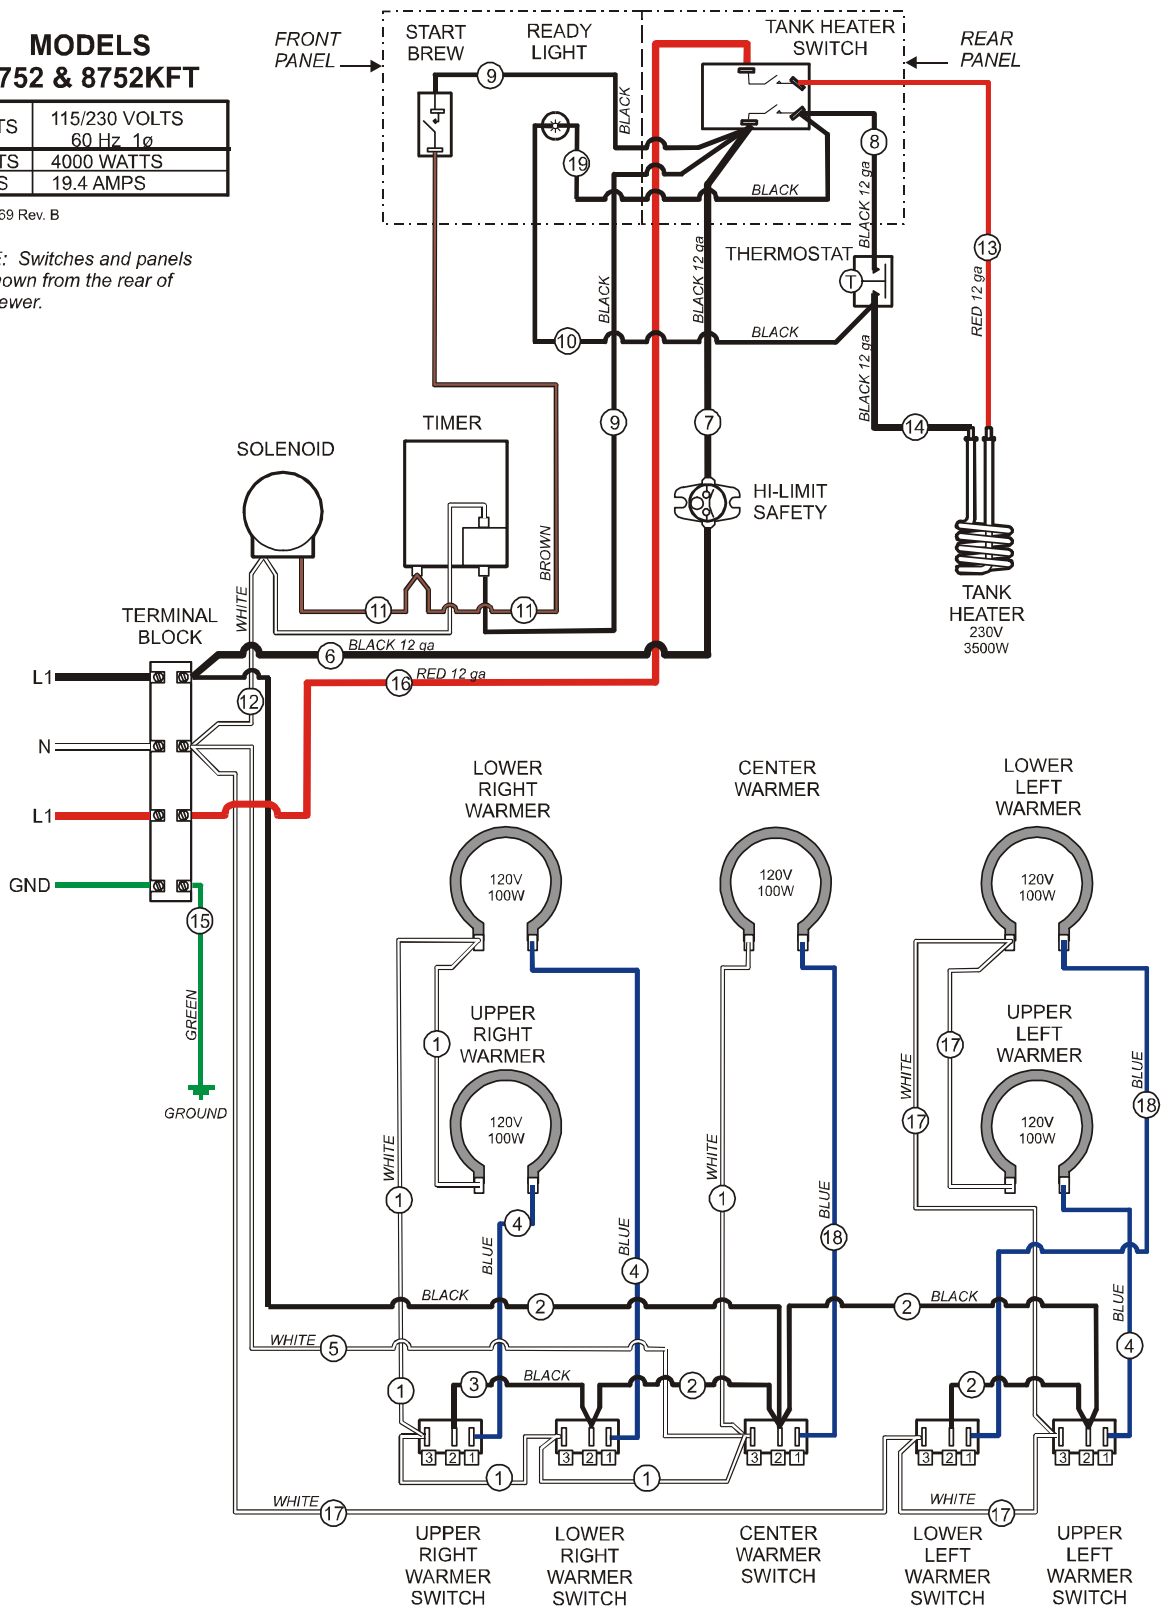 MODELS
752 & 8752KFT
TS 115/230 VOLTS
60 Hz 1ø
TS 4000 WATTS
S 19.4 AMPS
69 Rev. B
E: Switches and panels
hown from the rear of
ewer.
FRONT
PANEL
START
BREW
READY
LIGHT
TANK HEATER
SWITCH
REAR
PANEL
9
BLACK
19
BLACK
8
BLACK 12 ga
13
RED 12 ga
THERMOSTAT
T
BLACK
BLACK 12 ga
10
BLACK
BLACK 12 ga
14
9
7
TIMER
SOLENOID
HI-LIMIT
SAFETY
BROWN
WHITE
11
11
TANK
HEATER
230V
3500W
TERMINAL
BLOCK
6
BLACK 12 ga
16
RED 12 ga
12
L1
N
L1
GND
15
GREEN
GROUND
LOWER
RIGHT
WARMER
CENTER
WARMER
LOWER
LEFT
WARMER
120V
100W
120V
100W
120V
100W
UPPER
RIGHT
WARMER
UPPER
LEFT
WARMER
1
17
120V
100W
120V
100W
WHITE
WHITE
WHITE
BLUE
18
17
1
1
4
BLUE
BLUE
BLUE
18
4
BLACK
2
2
BLACK
BLUE
4
WHITE
5
1
3
BLACK
2
2
3 2 1
3 2 1
3 2 1
3 2 1
3 2 1
1
1
WHITE
17
WHITE
17
UPPER
RIGHT
WARMER
SWITCH
LOWER
RIGHT
WARMER
SWITCH
CENTER
WARMER
SWITCH
LOWER
LEFT
WARMER
SWITCH
UPPER
LEFT
WARMER
SWITCH